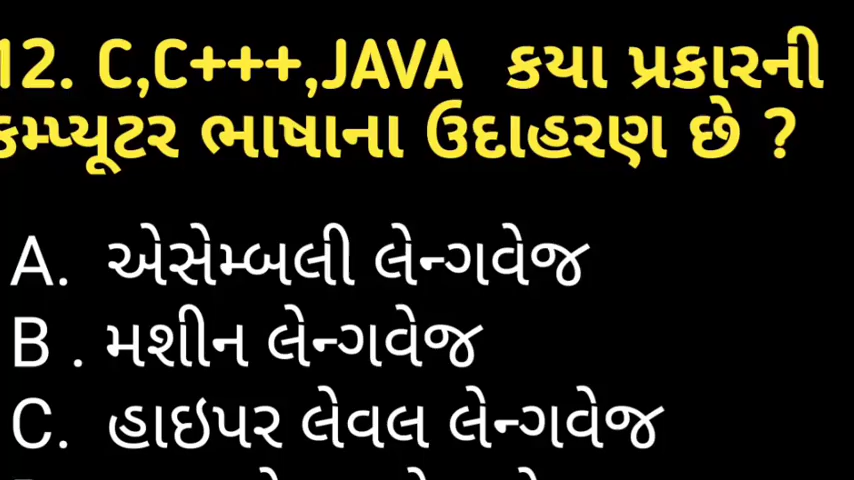 12. C,C+++,JAVA કયા પ્રકારની
કમ્પ્યૂટર ભાષાના ઉદાહરણ છે ?
A. એસેમ્બલી લેન્ગવેજ
B . મશીન લેન્ગવેજ
C. હાઇપર લેવલ લેન્ગવેજ